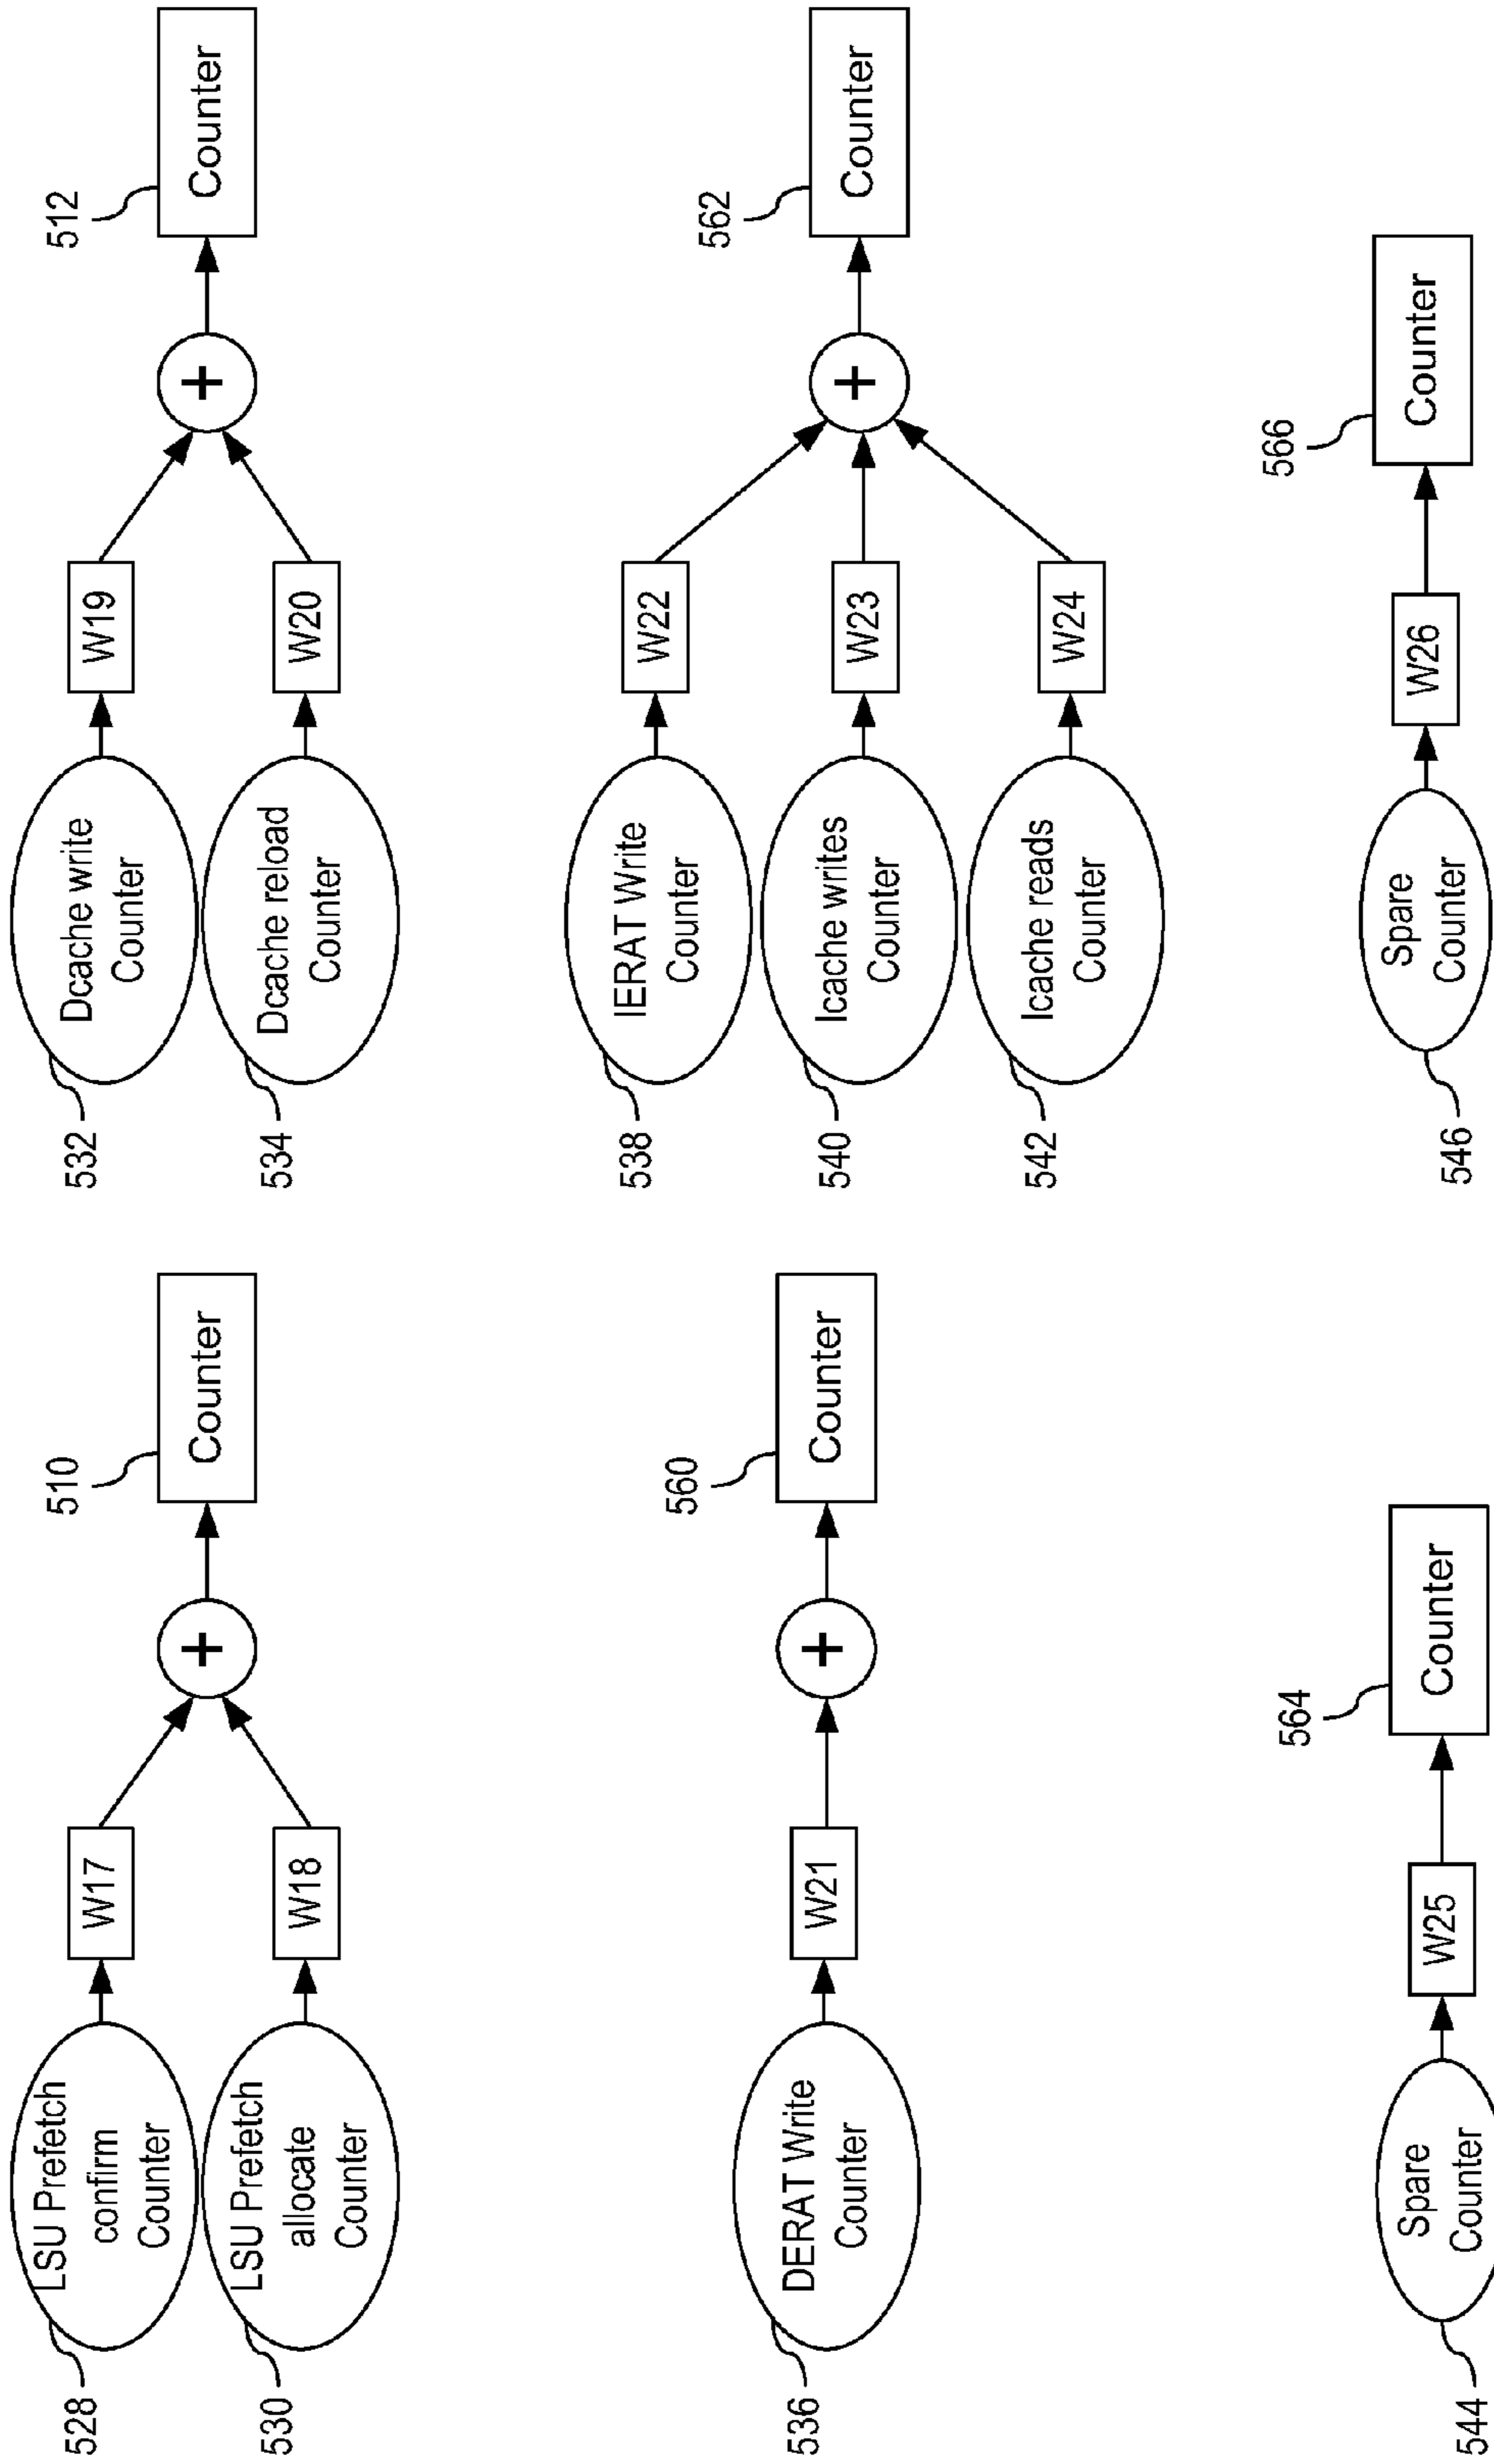 528
LSU Prefetch
confirm
Counter
W17
530
LSU Prefetch
allocate
Counter
W18
+
510
Counter
532
Dcache write
Counter
W19
534
Dcache reload
Counter
W20
+
512
Counter
536
DERAT Write
Counter
W21
+
560
Counter
538
IERAT Write
Counter
W22
540
Icache writes
Counter
W23
542
Icache reads
Counter
W24
+
562
Counter
544
Spare
Counter
W25
564
Counter
546
Spare
Counter
W26
566
Counter